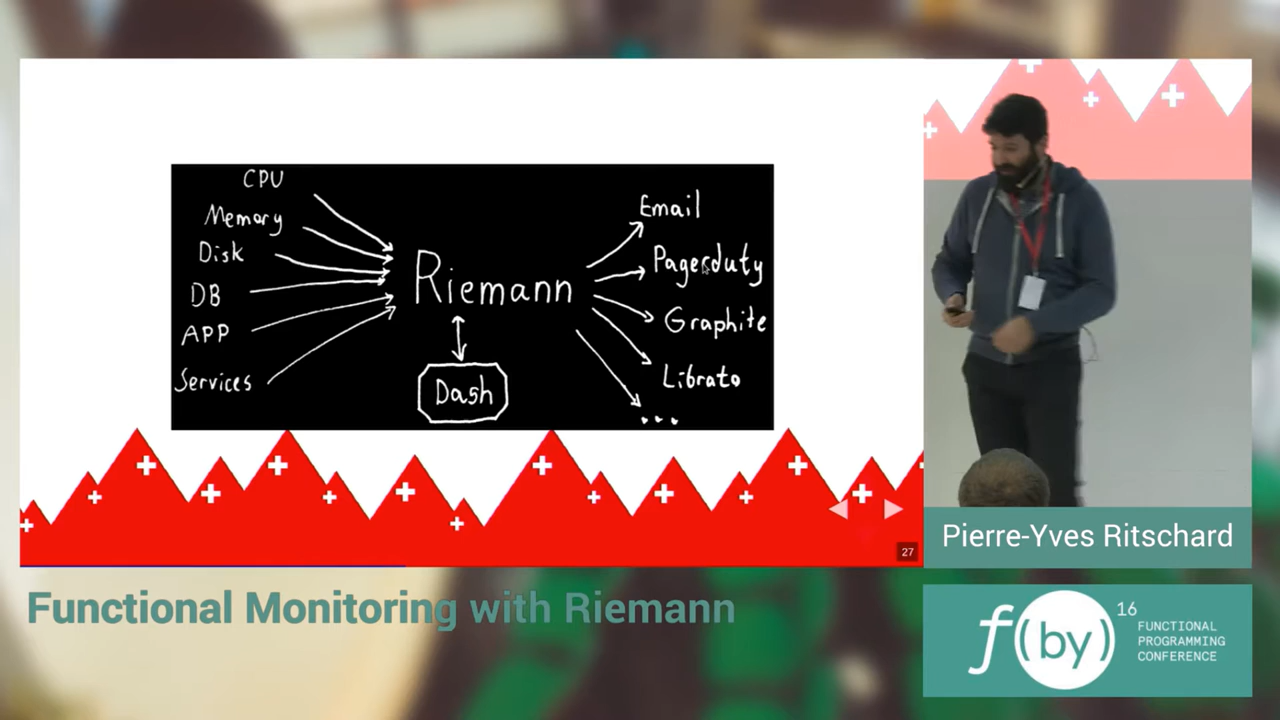 CPU
Memory
Disk
DB
APP
Services
Riemann
Dash
Email
Pagerduty
Graphite
Librato
...
27
Pierre-Yves Ritschard
Functional Monitoring with Riemann
f(by) 16
FUNCTIONAL
PROGRAMMING
CONFERENCE